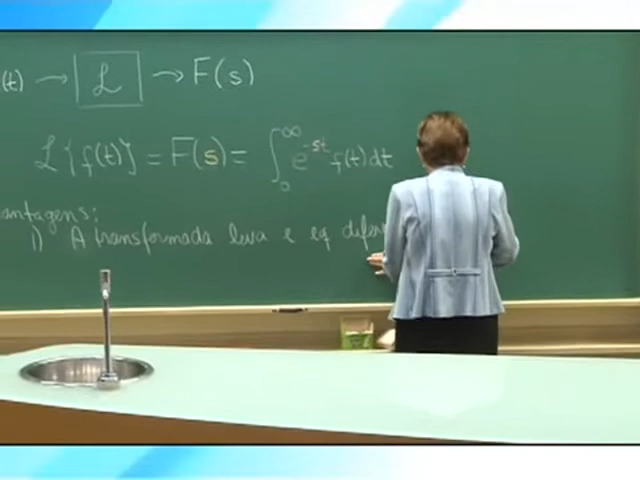 (t) → ℒ → F(s)
ℒ{f(t)} = F(s) = ∫₀^∞ e^-st f(t)dt
antagens:
1) A transformada leva e eq difer